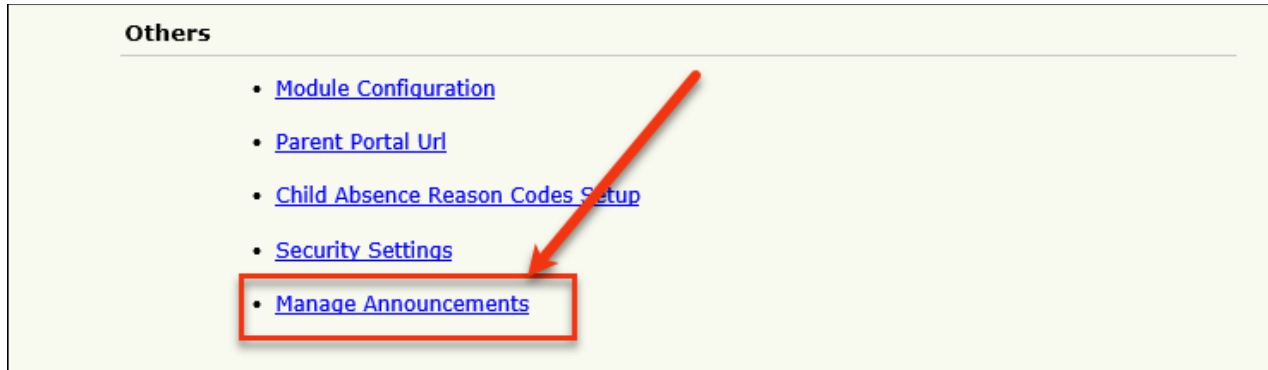 Others
• Module Configuration
• Parent Portal Url
• Child Absence Reason Codes Setup
• Security Settings
• Manage Announcements